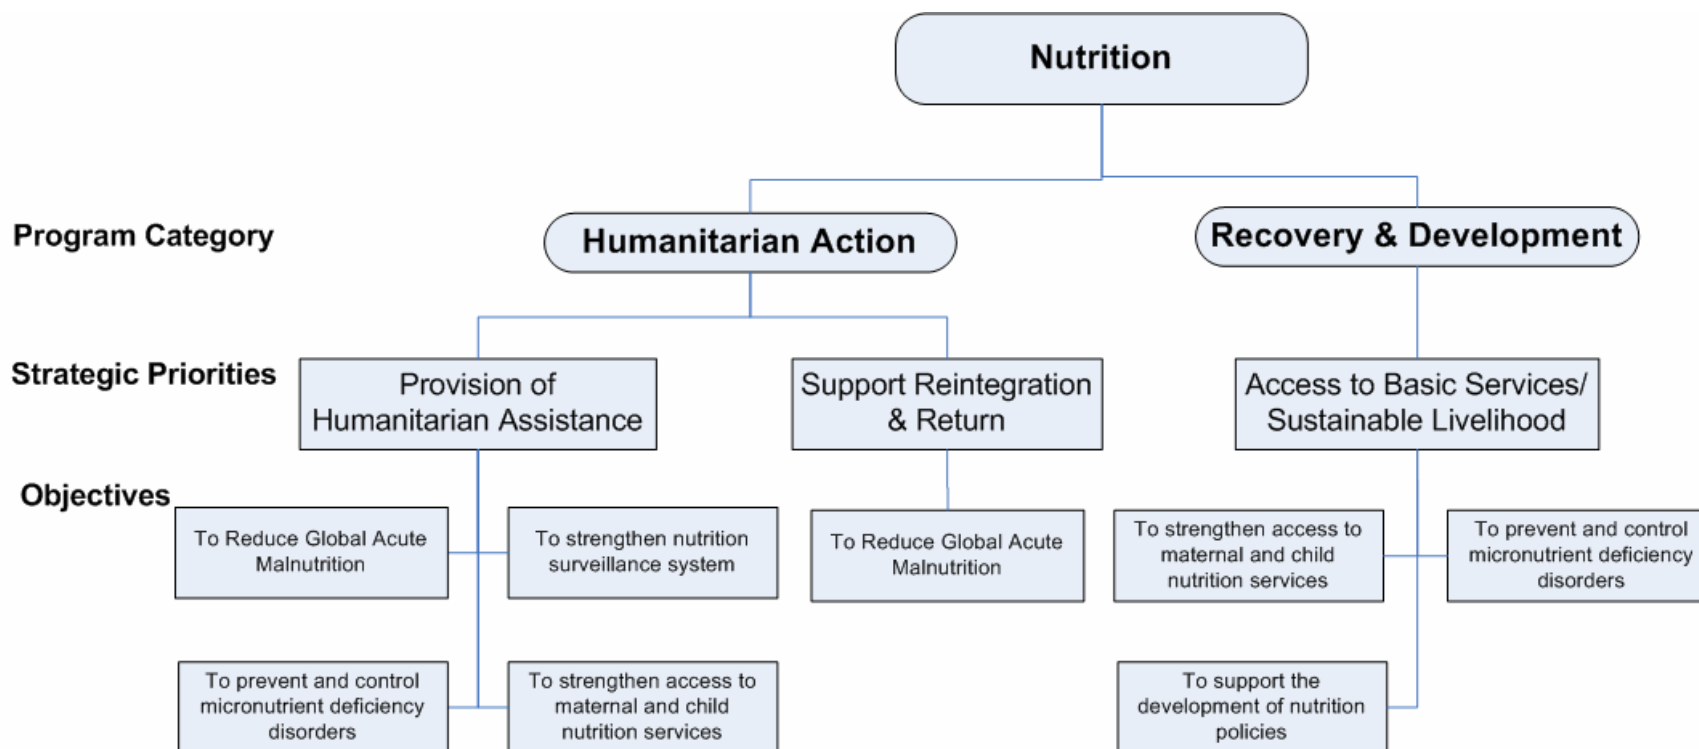 Nutrition
Program Category
Humanitarian Action
Recovery & Development
Strategic Priorities
Provision of
Humanitarian Assistance
Support Reintegration
& Return
Access to Basic Services/
Sustainable Livelihood
Objectives
To Reduce Global Acute
Malnutrition
To strengthen nutrition
surveillance system
To Reduce Global Acute
Malnutrition
To strengthen access to
maternal and child
nutrition services
To prevent and control
micronutrient deficiency
disorders
To prevent and control
micronutrient deficiency
disorders
To strengthen access to
maternal and child
nutrition services
To support the
development of nutrition
policies